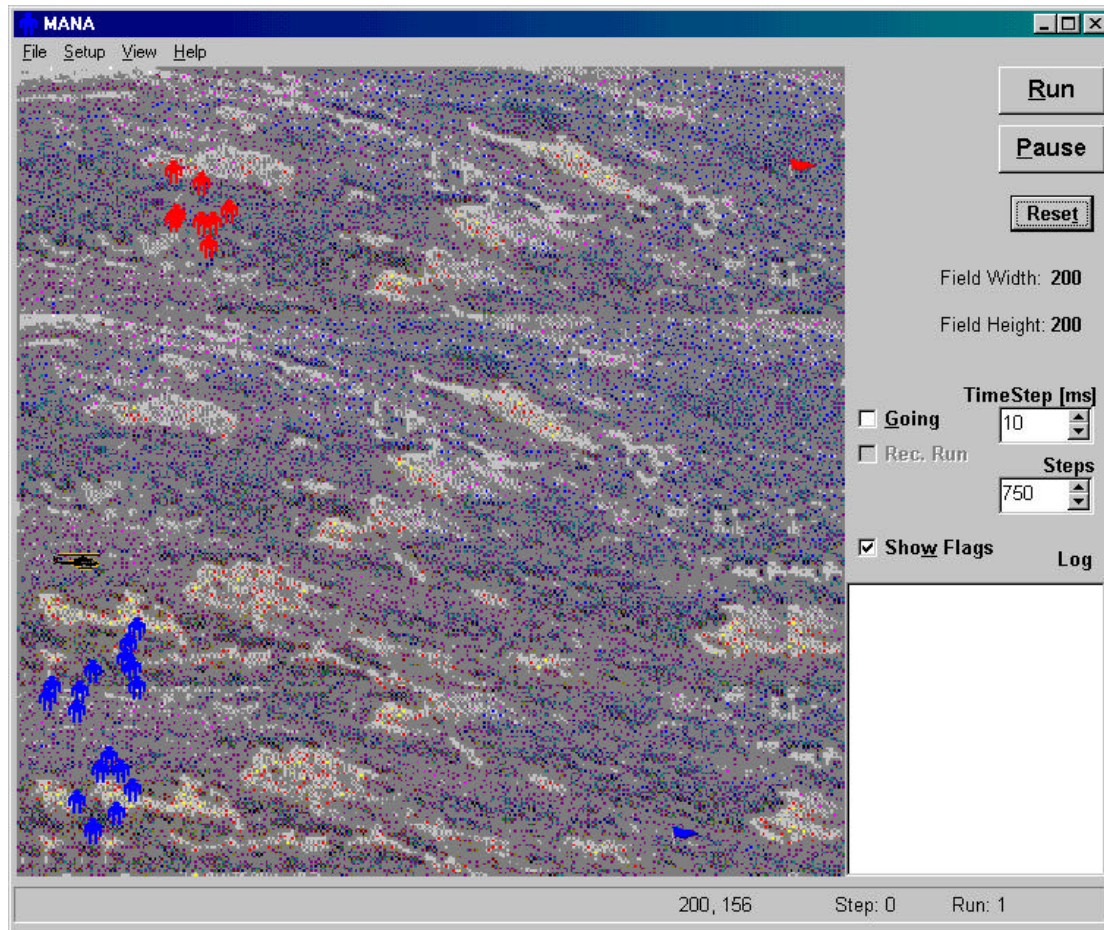 MANA
File Setup View Help
Run
Pause
Reset
Field Width: 200
Field Height: 200
TimeStep [ms]
Going
10
Rec. Run
Steps
750
Show Flags
Log
200, 156 Step: 0 Run: 1